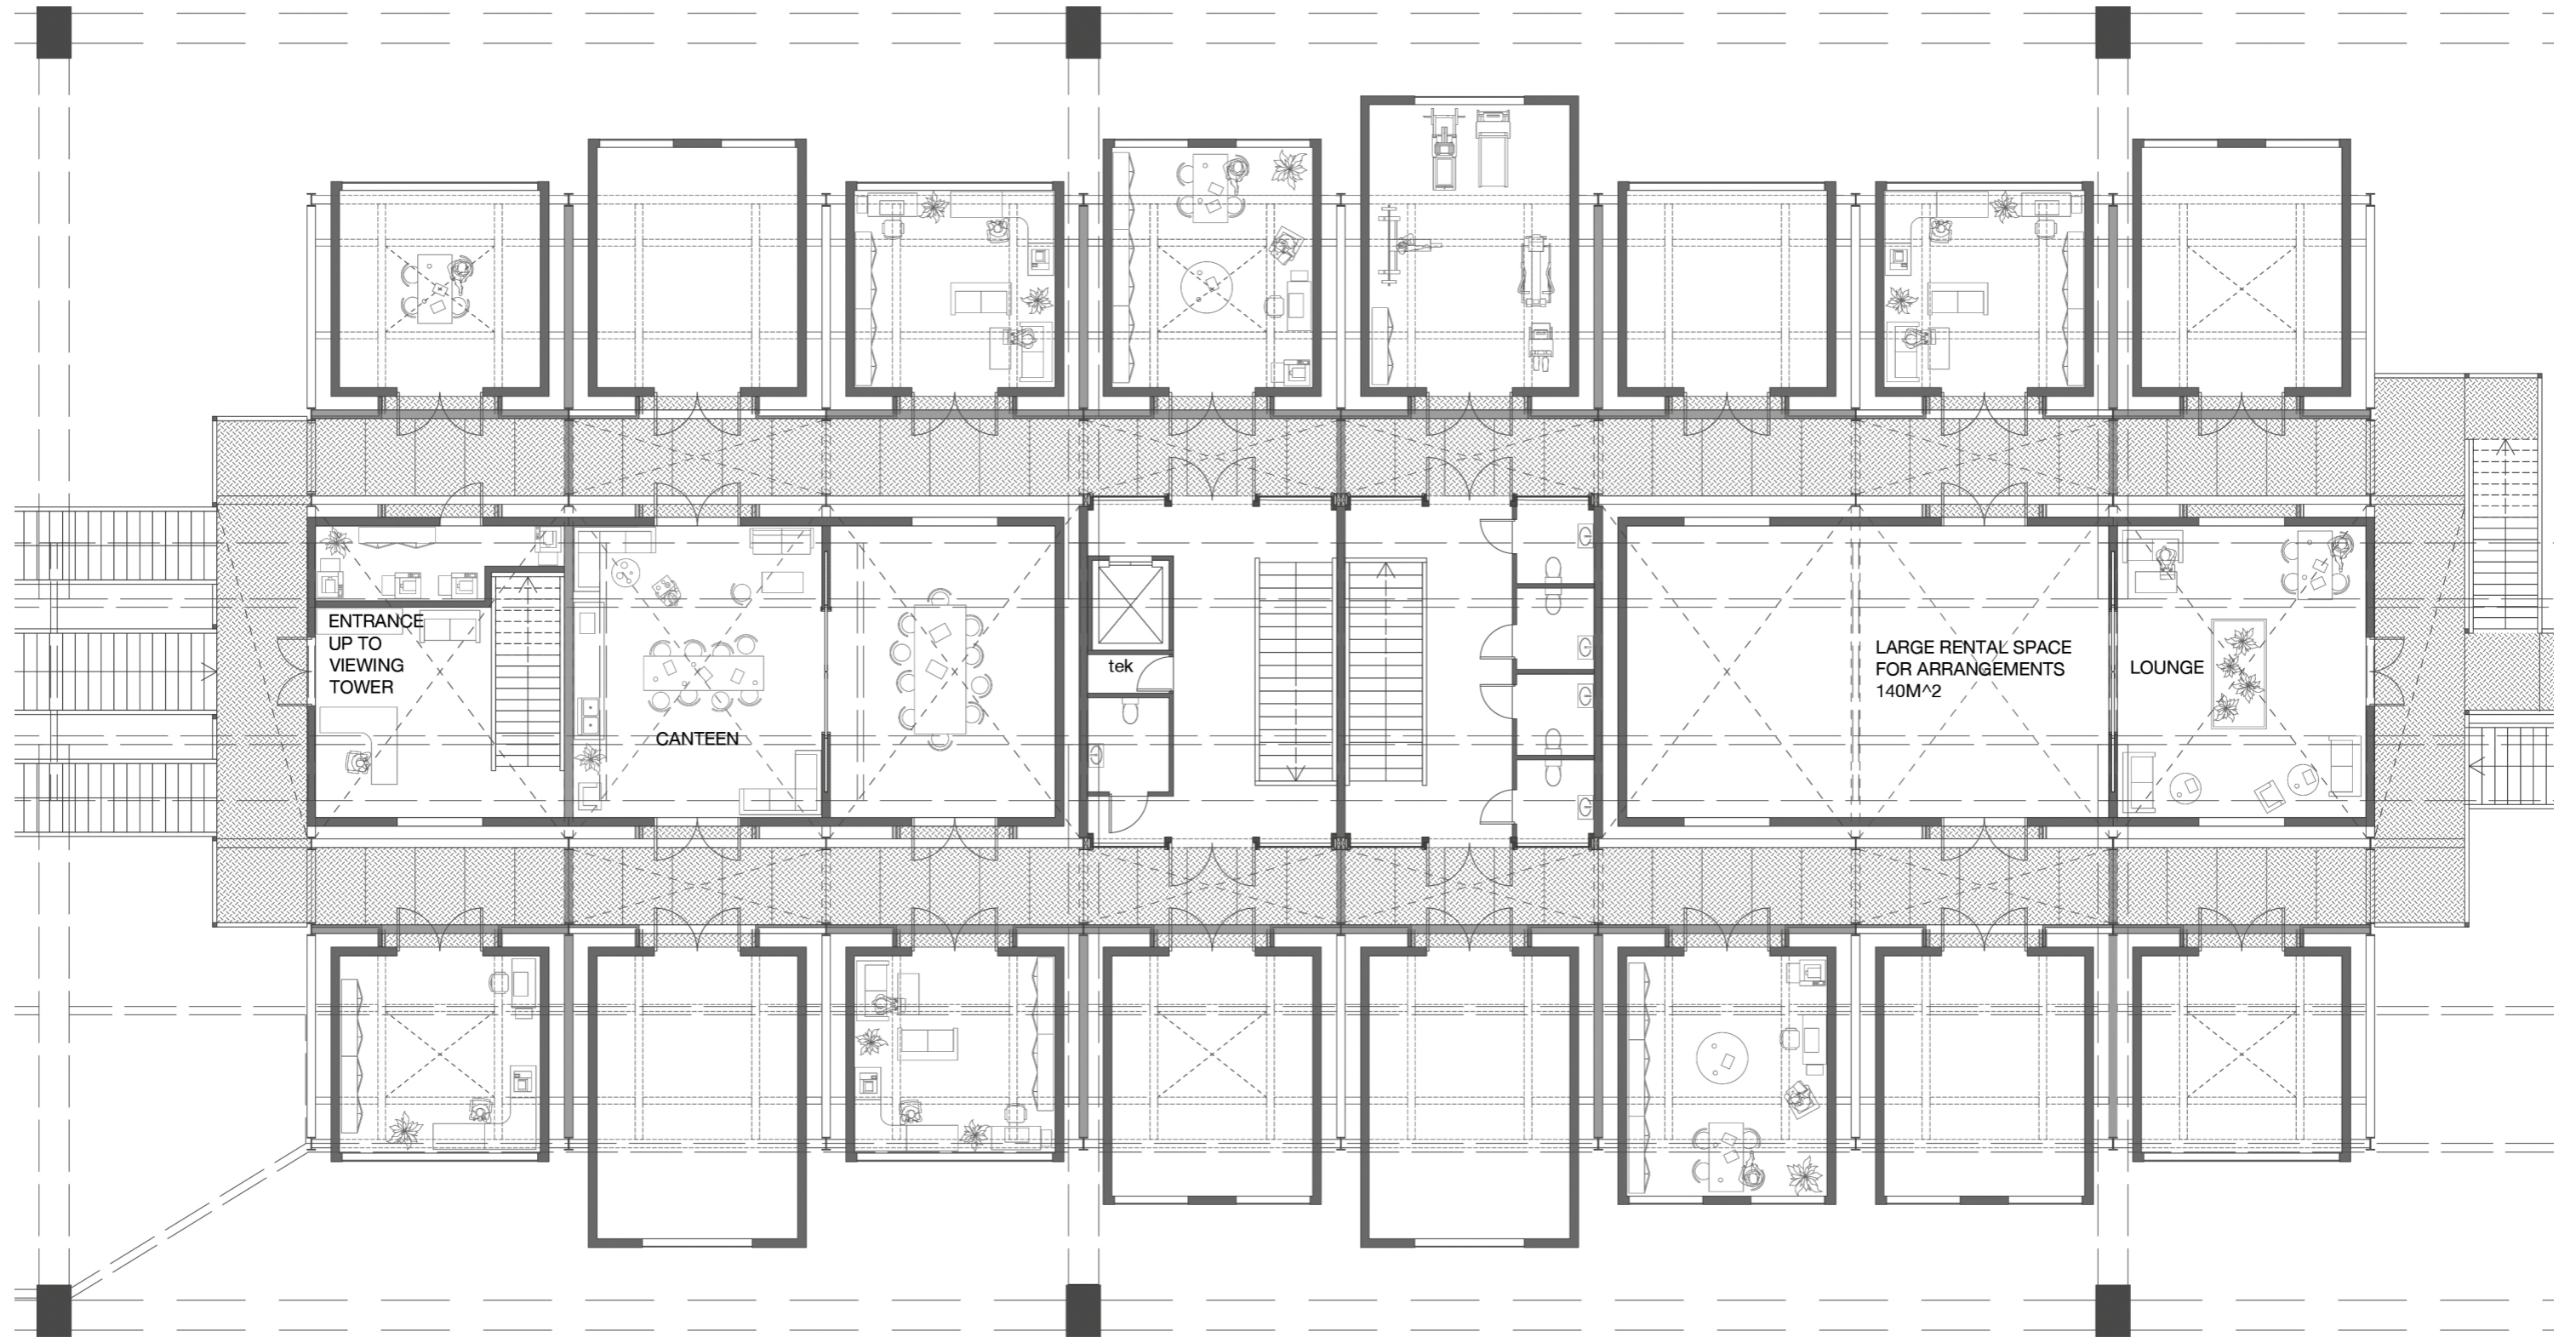 ENTRANCE
UP TO
VIEWING
TOWER
CANTEEN
tek
LARGE RENTAL SPACE
FOR ARRANGEMENTS
140M^2
LOUNGE